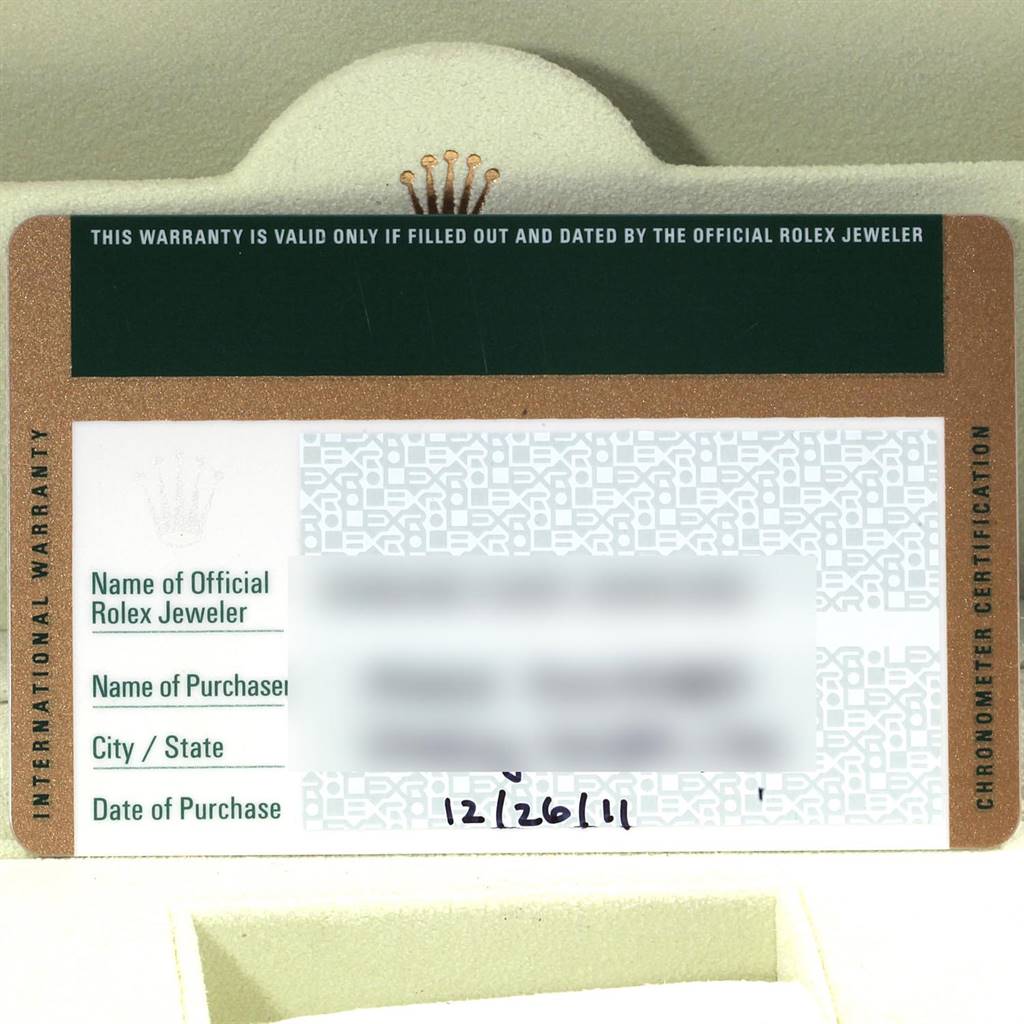 THIS WARRANTY IS VALID ONLY IF FILLED OUT AND DATED BY THE OFFICIAL ROLEX JEWELER
INTERNATIONAL WARRANTY
Name of Official
Rolex Jeweler
Name of Purchaser
City / State
Date of Purchase 12/26/11
CHRONOMETER CERTIFICATION